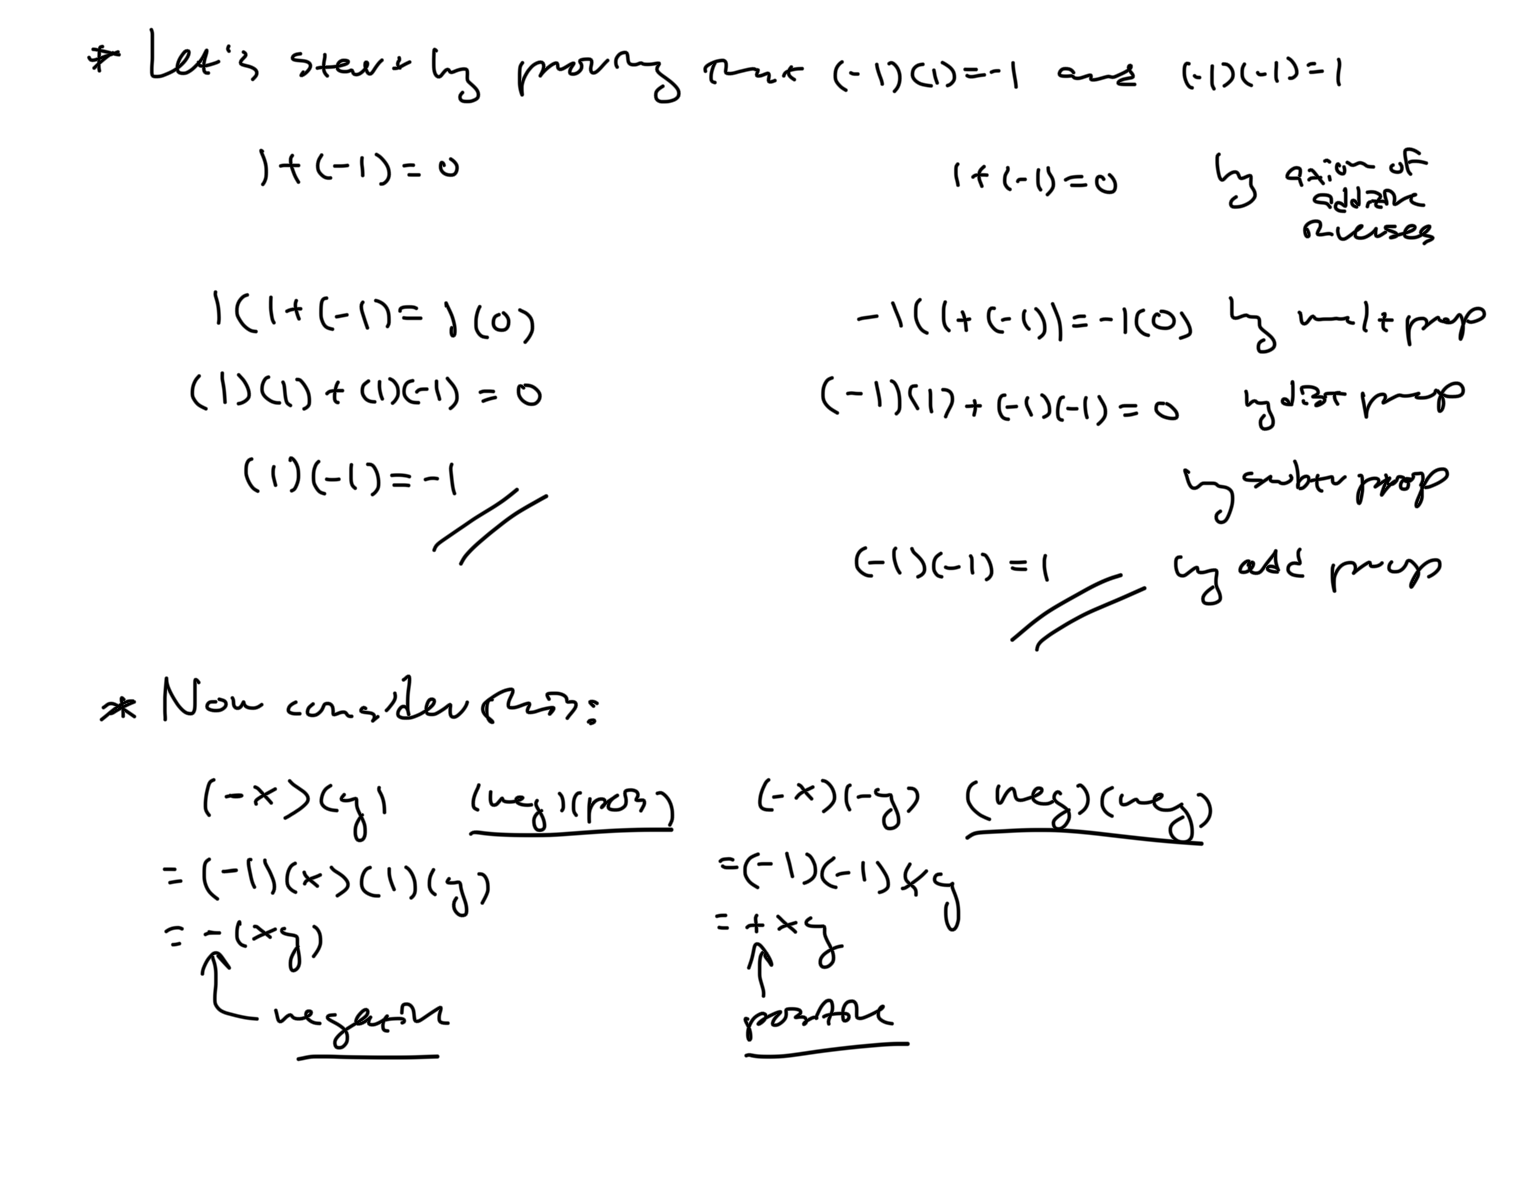 * Let's start by proving that (-1)(1)=-1 and (-1)(-1)=1
1+(-1)=0
1+(-1)=0 by axiom of
additive
inverses
1(1+(-1)=1(0)
-1(1+(-1))=-1(0) by mult prop
(1)(1)+(1)(-1)=0
(-1)(1)+(-1)(-1)=0 by dist prop
(1)(-1)=-1
by subtr prop
(-1)(-1)=1 by add prop
* Now consider this:
(-x)(y) (neg)(pos)
(-x)(-y) (neg)(neg)
=(-1)(x)(1)(y)
=(-1)(-1)xy
=-(xy)
=+xy
negative
positive